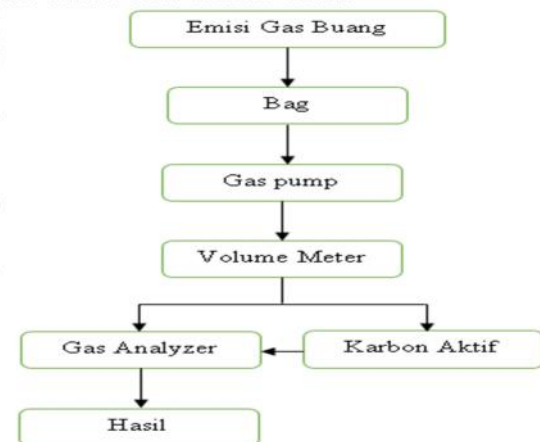 Emisi Gas Buang
Bag
Gas pump
Volume Meter
Gas Analyzer
Karbon Aktif
Hasil